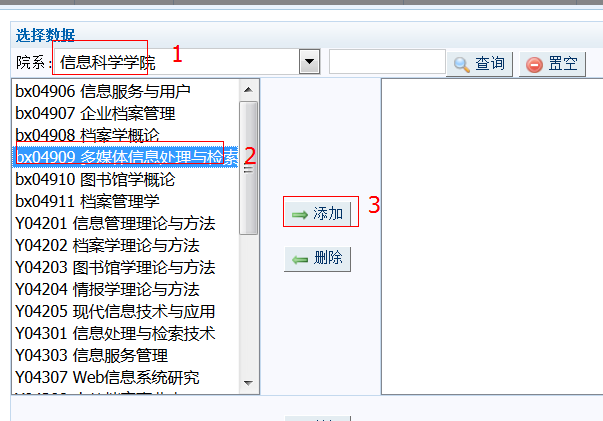 选择数据
院系: 信息科学学院 1 查询 置空
bx04906 信息服务与用户
bx04907 企业档案管理
bx04908 档案学概论
bx04909 多媒体信息处理与检索 2
bx04910 图书馆学概论
bx04911 档案管理学
Y04201 信息管理理论与方法
Y04202 档案学理论与方法
Y04203 图书馆学理论与方法
Y04204 情报学理论与方法
Y04205 现代信息技术与应用
Y04301 信息处理与检索技术
Y04303 信息服务管理
Y04307 Web信息系统研究
添加 3
删除